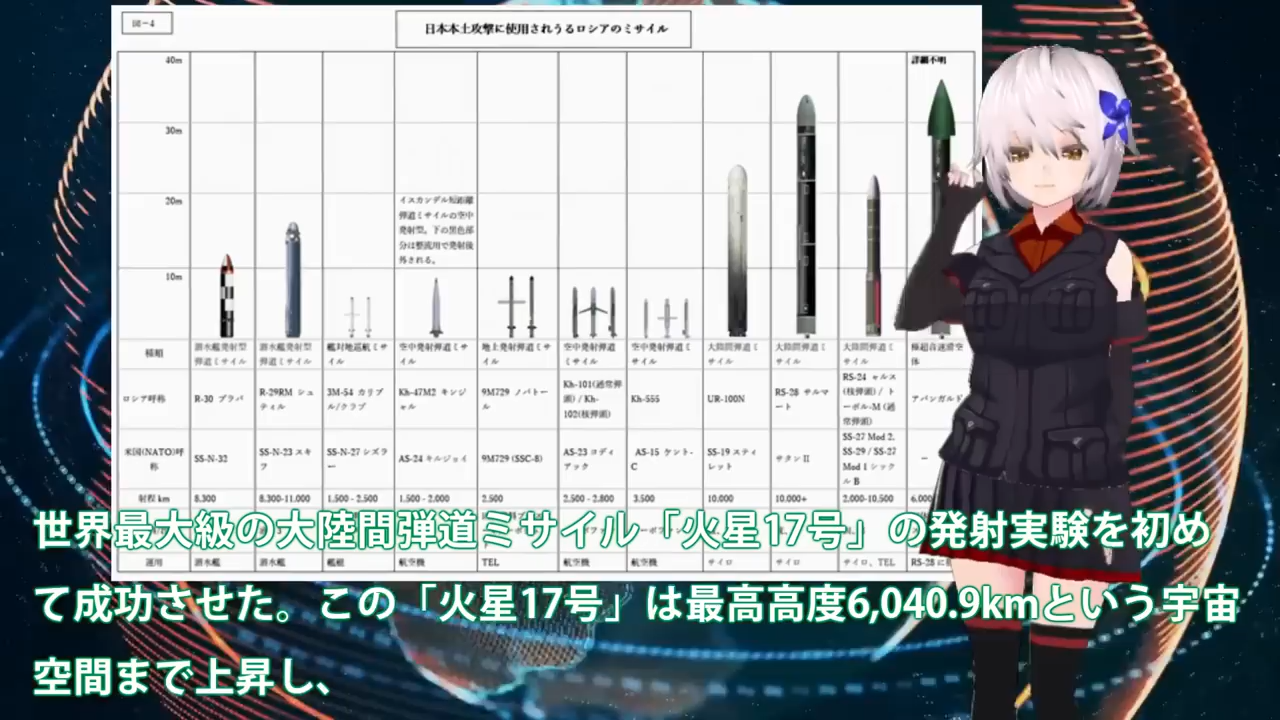 図-4
日本本土攻撃に使用されうるロシアのミサイル
40m
30m
20m
10m
詳細不明
イスカンデル短距離
弾道ミサイルの空中
発射型。下の黒色部
分は整流用で発射後
外される。
種類
潜水艦発射型
弾道ミサイル
潜水艦発射型
弾道ミサイル
艦対地巡航ミサ
イル
空中発射弾道ミサ
イル
地上発射弾道ミサ
イル
空中発射弾道
ミサイル
空中発射弾道ミ
サイル
大陸間弾道ミ
サイル
大陸間弾道ミ
サイル
大陸間弾道ミ
サイル
極超音速滑空
体
ロシア呼称
R-30 ブラバ
R-29RM シュ
ティル
3M-54 カリブ
ル/クラブ
Kh-47M2 キンジ
ャル
9M729 ノバトー
ル
Kh-101(通常弾
頭) / Kh-
102(核弾頭)
Kh-555
UR-100N
RS-28 サルマ
ート
RS-24 ヤルス
(核弾頭) / ト
ーポル-M (通
常弾頭)
アバンガルド
米国(NATO)呼
称
SS-N-32
SS-N-23 スキ
フ
SS-N-27 シズラ
ー
AS-24 キルジョイ
9M729 (SSC-8)
AS-23 コディ
アック
AS-15 ケント-
C
SS-19 スティ
レット
サタンⅡ
SS-27 Mod 2,
SS-29 / SS-27
Mod 1 シック
ル B
–
射程 km
8,300
8,300-11,000
1,500 - 2,500
1,500 - 2,000
2,500
2,500 - 2,800
3,500
10,000
10,000+
2,000-10,500
6,000
運用
潜水艦
潜水艦
艦艇
航空機
TEL
航空機
航空機
サイロ
サイロ
サイロ、TEL
RS-28 に
世界最大級の大陸間弾道ミサイル「火星17号」の発射実験を初め
て成功させた。この「火星17号」は最高高度6,040.9kmという宇宙
空間まで上昇し、